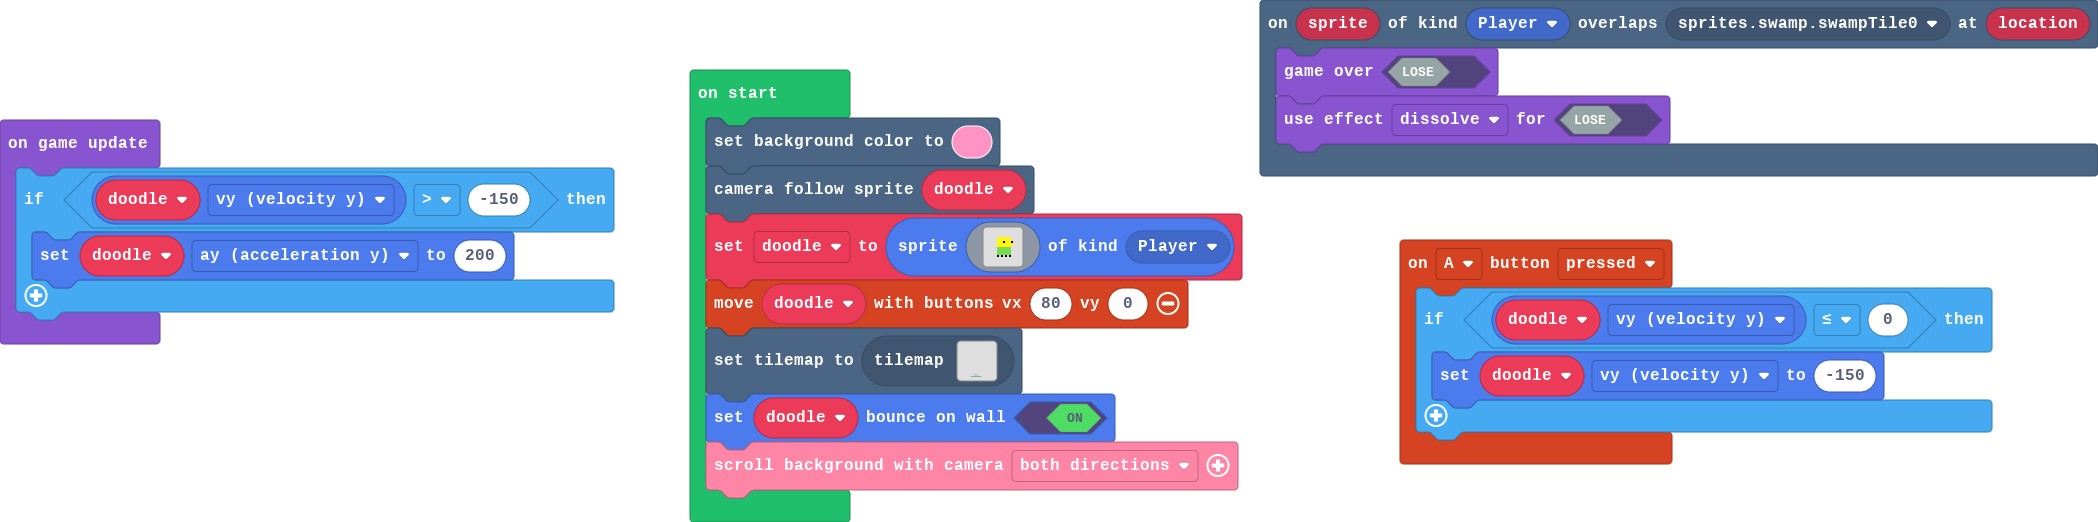 on game update
if doodle vy (velocity y) > -150 then
set doodle ay (acceleration y) to 200
on start
set background color to
camera follow sprite doodle
set doodle to sprite of kind Player
move doodle with buttons vx 80 vy 0
set tilemap to tilemap
set doodle bounce on wall ON
scroll background with camera both directions
on sprite of kind Player overlaps sprites.swamp.swampTile0 at location
game over LOSE
use effect dissolve for LOSE
on A button pressed
if doodle vy (velocity y) ≤ 0 then
set doodle vy (velocity y) to -150